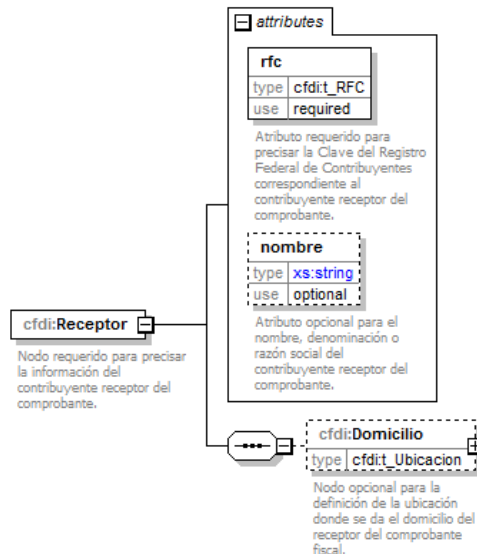 attributes
rfc
type cfdi:t_RFC
use required
Atributo requerido para
precisar la Clave del Registro
Federal de Contribuyentes
correspondiente al
contribuyente receptor del
comprobante.
nombre
type xs:string
use optional
Atributo opcional para el
nombre, denominación o
razón social del
contribuyente receptor del
comprobante.
cfdi:Receptor
Nodo requerido para precisar
la información del
contribuyente receptor del
comprobante.
cfdi:Domicilio
type cfdi:t_Ubicacion
Nodo opcional para la
definición de la ubicación
donde se da el domicilio del
receptor del comprobante
fiscal.